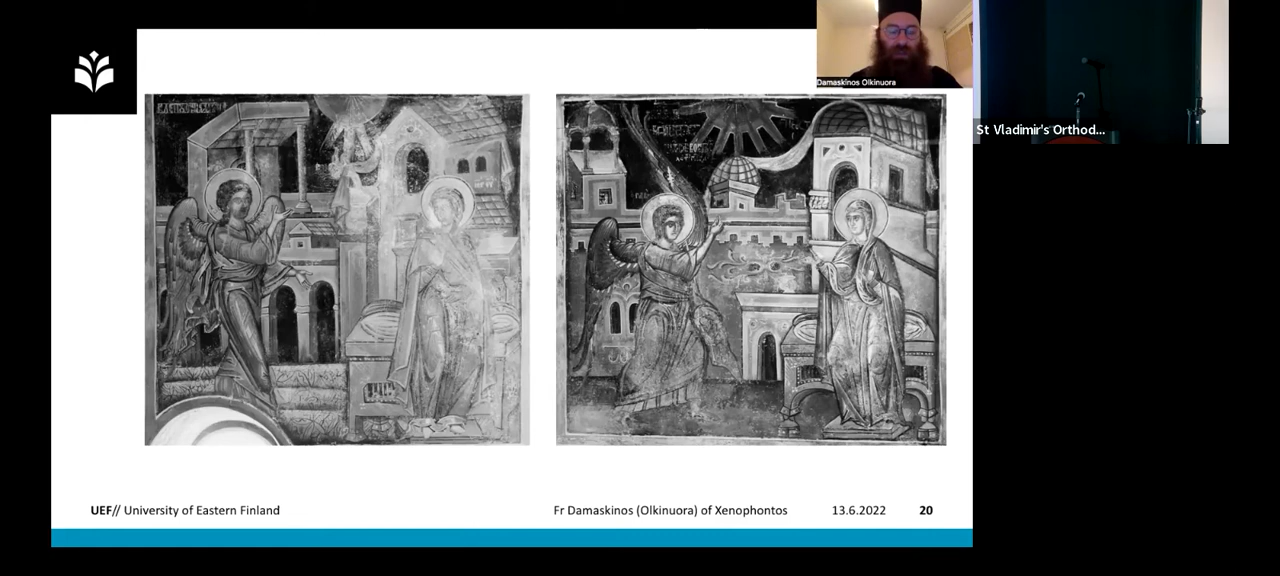 Damaskinos Olkinuora
St Vladimir's Orthod...
UEF// University of Eastern Finland
Fr Damaskinos (Olkinuora) of Xenophontos
13.6.2022
20